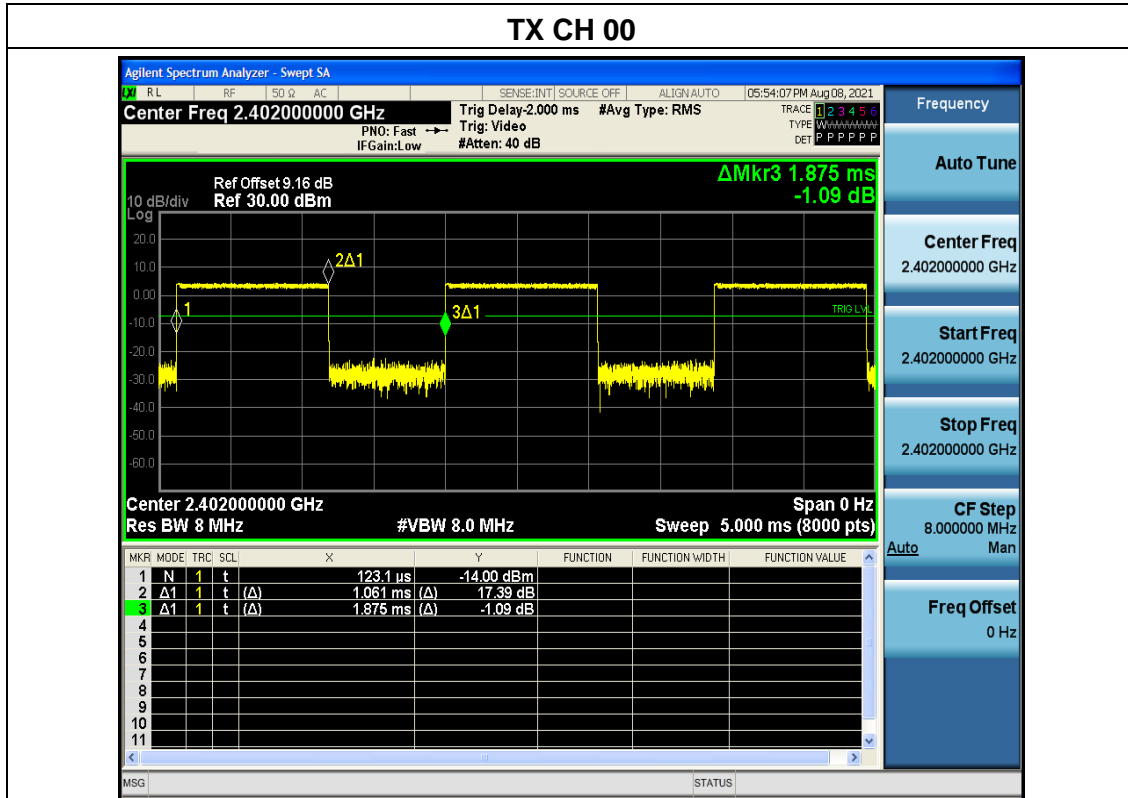 TX CH 00
Agilent Spectrum Analyzer - Swept SA
LXI RL RF 50 Ω AC SENSE:INT SOURCE OFF ALIGN AUTO 05:54:07 PM Aug 08, 2021
Center Freq 2.402000000 GHz
PNO: Fast
IFGain:Low
Trig Delay-2.000 ms
Trig: Video
#Atten: 40 dB
#Avg Type: RMS
TRACE 1 2 3 4 5 6
TYPE WWWWWW
DET P P P P P P
ΔMkr3 1.875 ms
-1.09 dB
Ref Offset 9.16 dB
10 dB/div Ref 30.00 dBm
Log
20.0
10.0
0.00
-10.0
-20.0
-30.0
-40.0
-50.0
-60.0
1
2Δ1
3Δ1
TRIG LVL
Center 2.402000000 GHz Span 0 Hz
Res BW 8 MHz #VBW 8.0 MHz Sweep 5.000 ms (8000 pts)
MKR MODE TRC SCL X Y FUNCTION FUNCTION WIDTH FUNCTION VALUE
1 N 1 t 123.1 µs -14.00 dBm
2 Δ1 1 t (Δ) 1.061 ms (Δ) 17.39 dB
3 Δ1 1 t (Δ) 1.875 ms (Δ) -1.09 dB
4
5
6
7
8
9
10
11
MSG STATUS
Frequency
Auto Tune
Center Freq
2.402000000 GHz
Start Freq
2.402000000 GHz
Stop Freq
2.402000000 GHz
CF Step
8.000000 MHz
Auto Man
Freq Offset
0 Hz